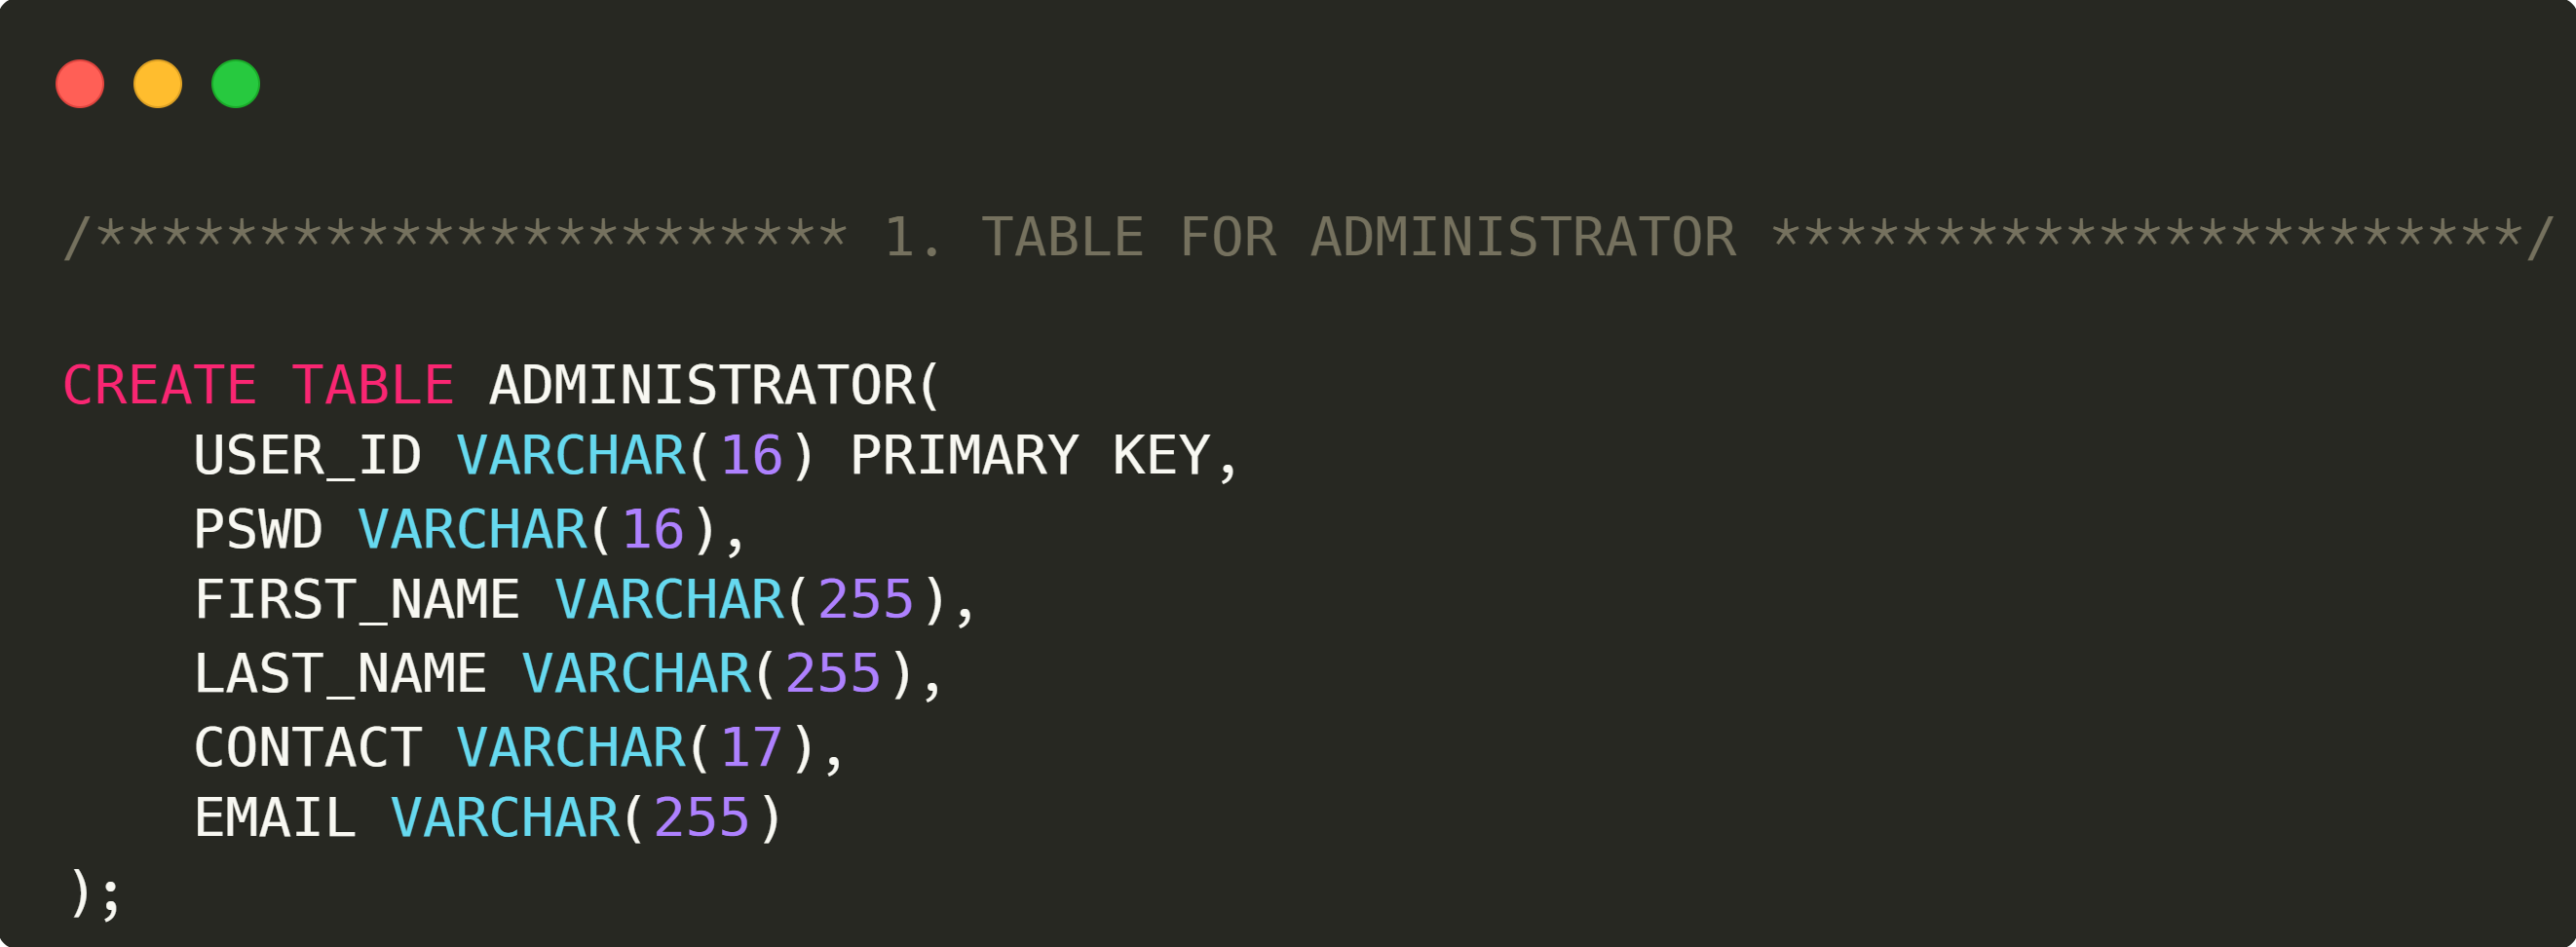 /*********************** 1. TABLE FOR ADMINISTRATOR ***********************/
CREATE TABLE ADMINISTRATOR(
    USER_ID VARCHAR(16) PRIMARY KEY,
    PSWD VARCHAR(16),
    FIRST_NAME VARCHAR(255),
    LAST_NAME VARCHAR(255),
    CONTACT VARCHAR(17),
    EMAIL VARCHAR(255)
);